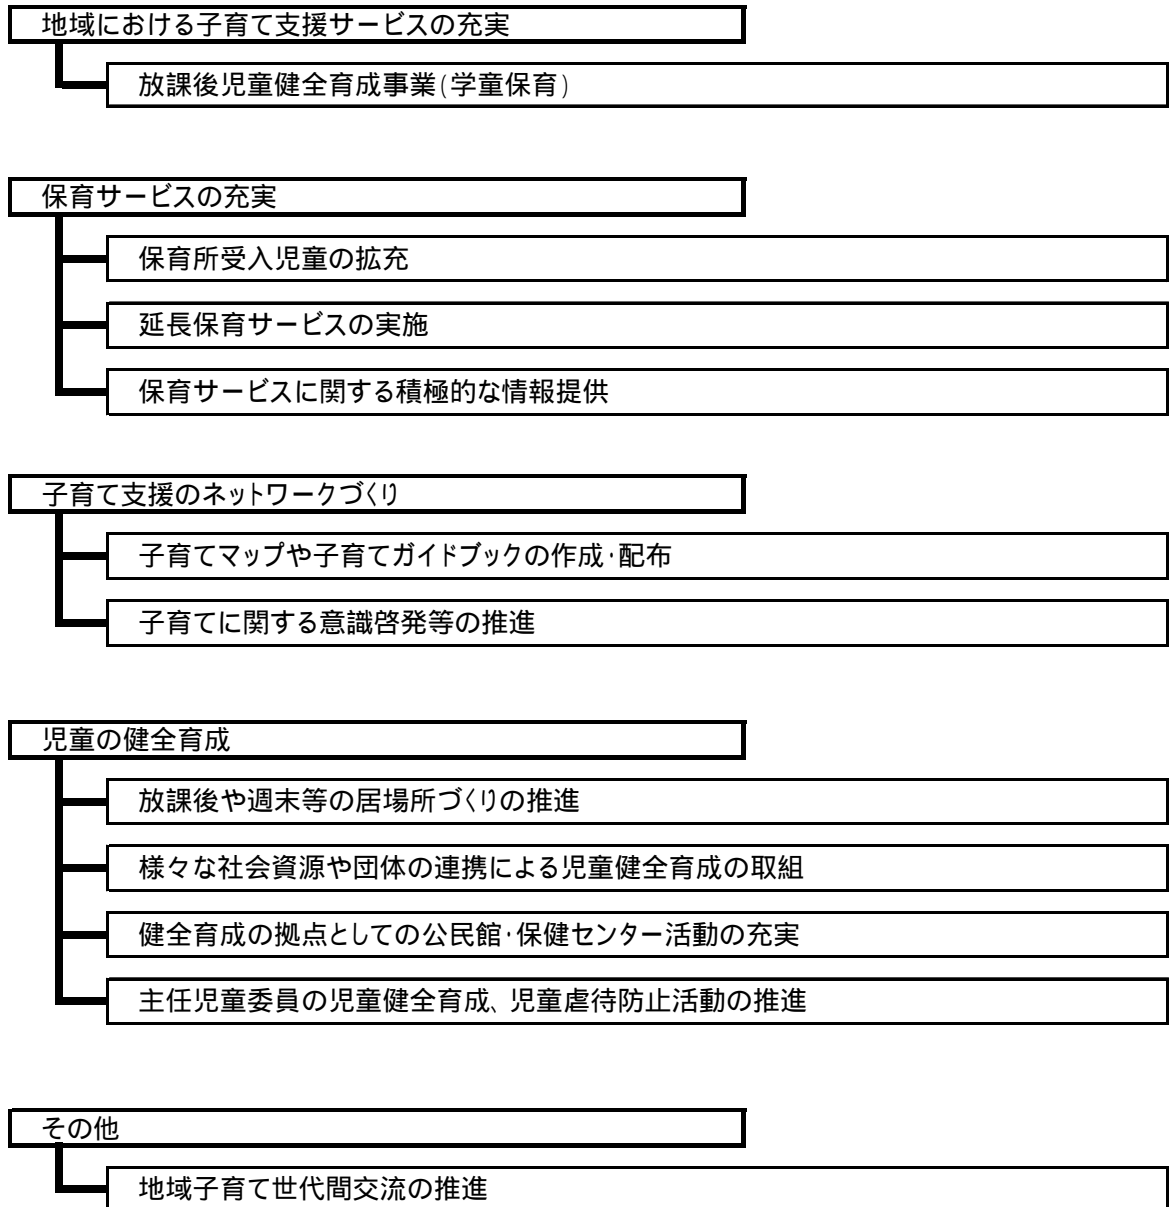 地域における子育て支援サービスの充実
放課後児童健全育成事業(学童保育)
保育サービスの充実
保育所受入児童の拡充
延長保育サービスの実施
保育サービスに関する積極的な情報提供
子育て支援のネットワークづくり
子育てマップや子育てガイドブックの作成・配布
子育てに関する意識啓発等の推進
児童の健全育成
放課後や週末等の居場所づくりの推進
様々な社会資源や団体の連携による児童健全育成の取組
健全育成の拠点としての公民館・保健センター活動の充実
主任児童委員の児童健全育成、児童虐待防止活動の推進
その他
地域子育て世代間交流の推進